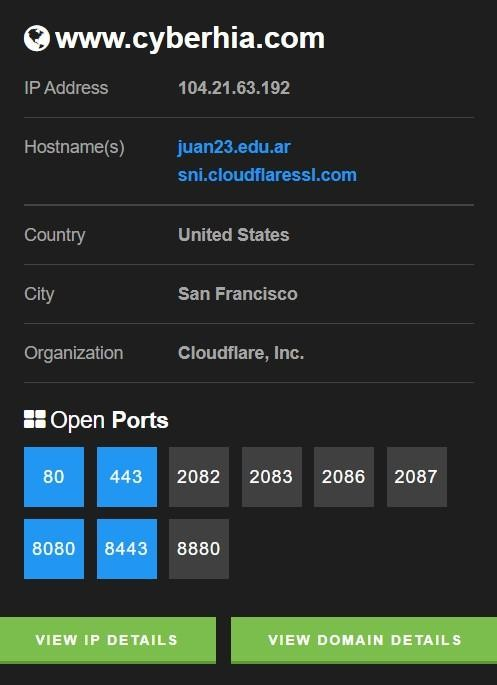 www.cyberhia.com
IP Address 104.21.63.192
Hostname(s) juan23.edu.ar
sni.cloudflaressl.com
Country United States
City San Francisco
Organization Cloudflare, Inc.
Open Ports
80 443 2082 2083 2086 2087
8080 8443 8880
VIEW IP DETAILS VIEW DOMAIN DETAILS